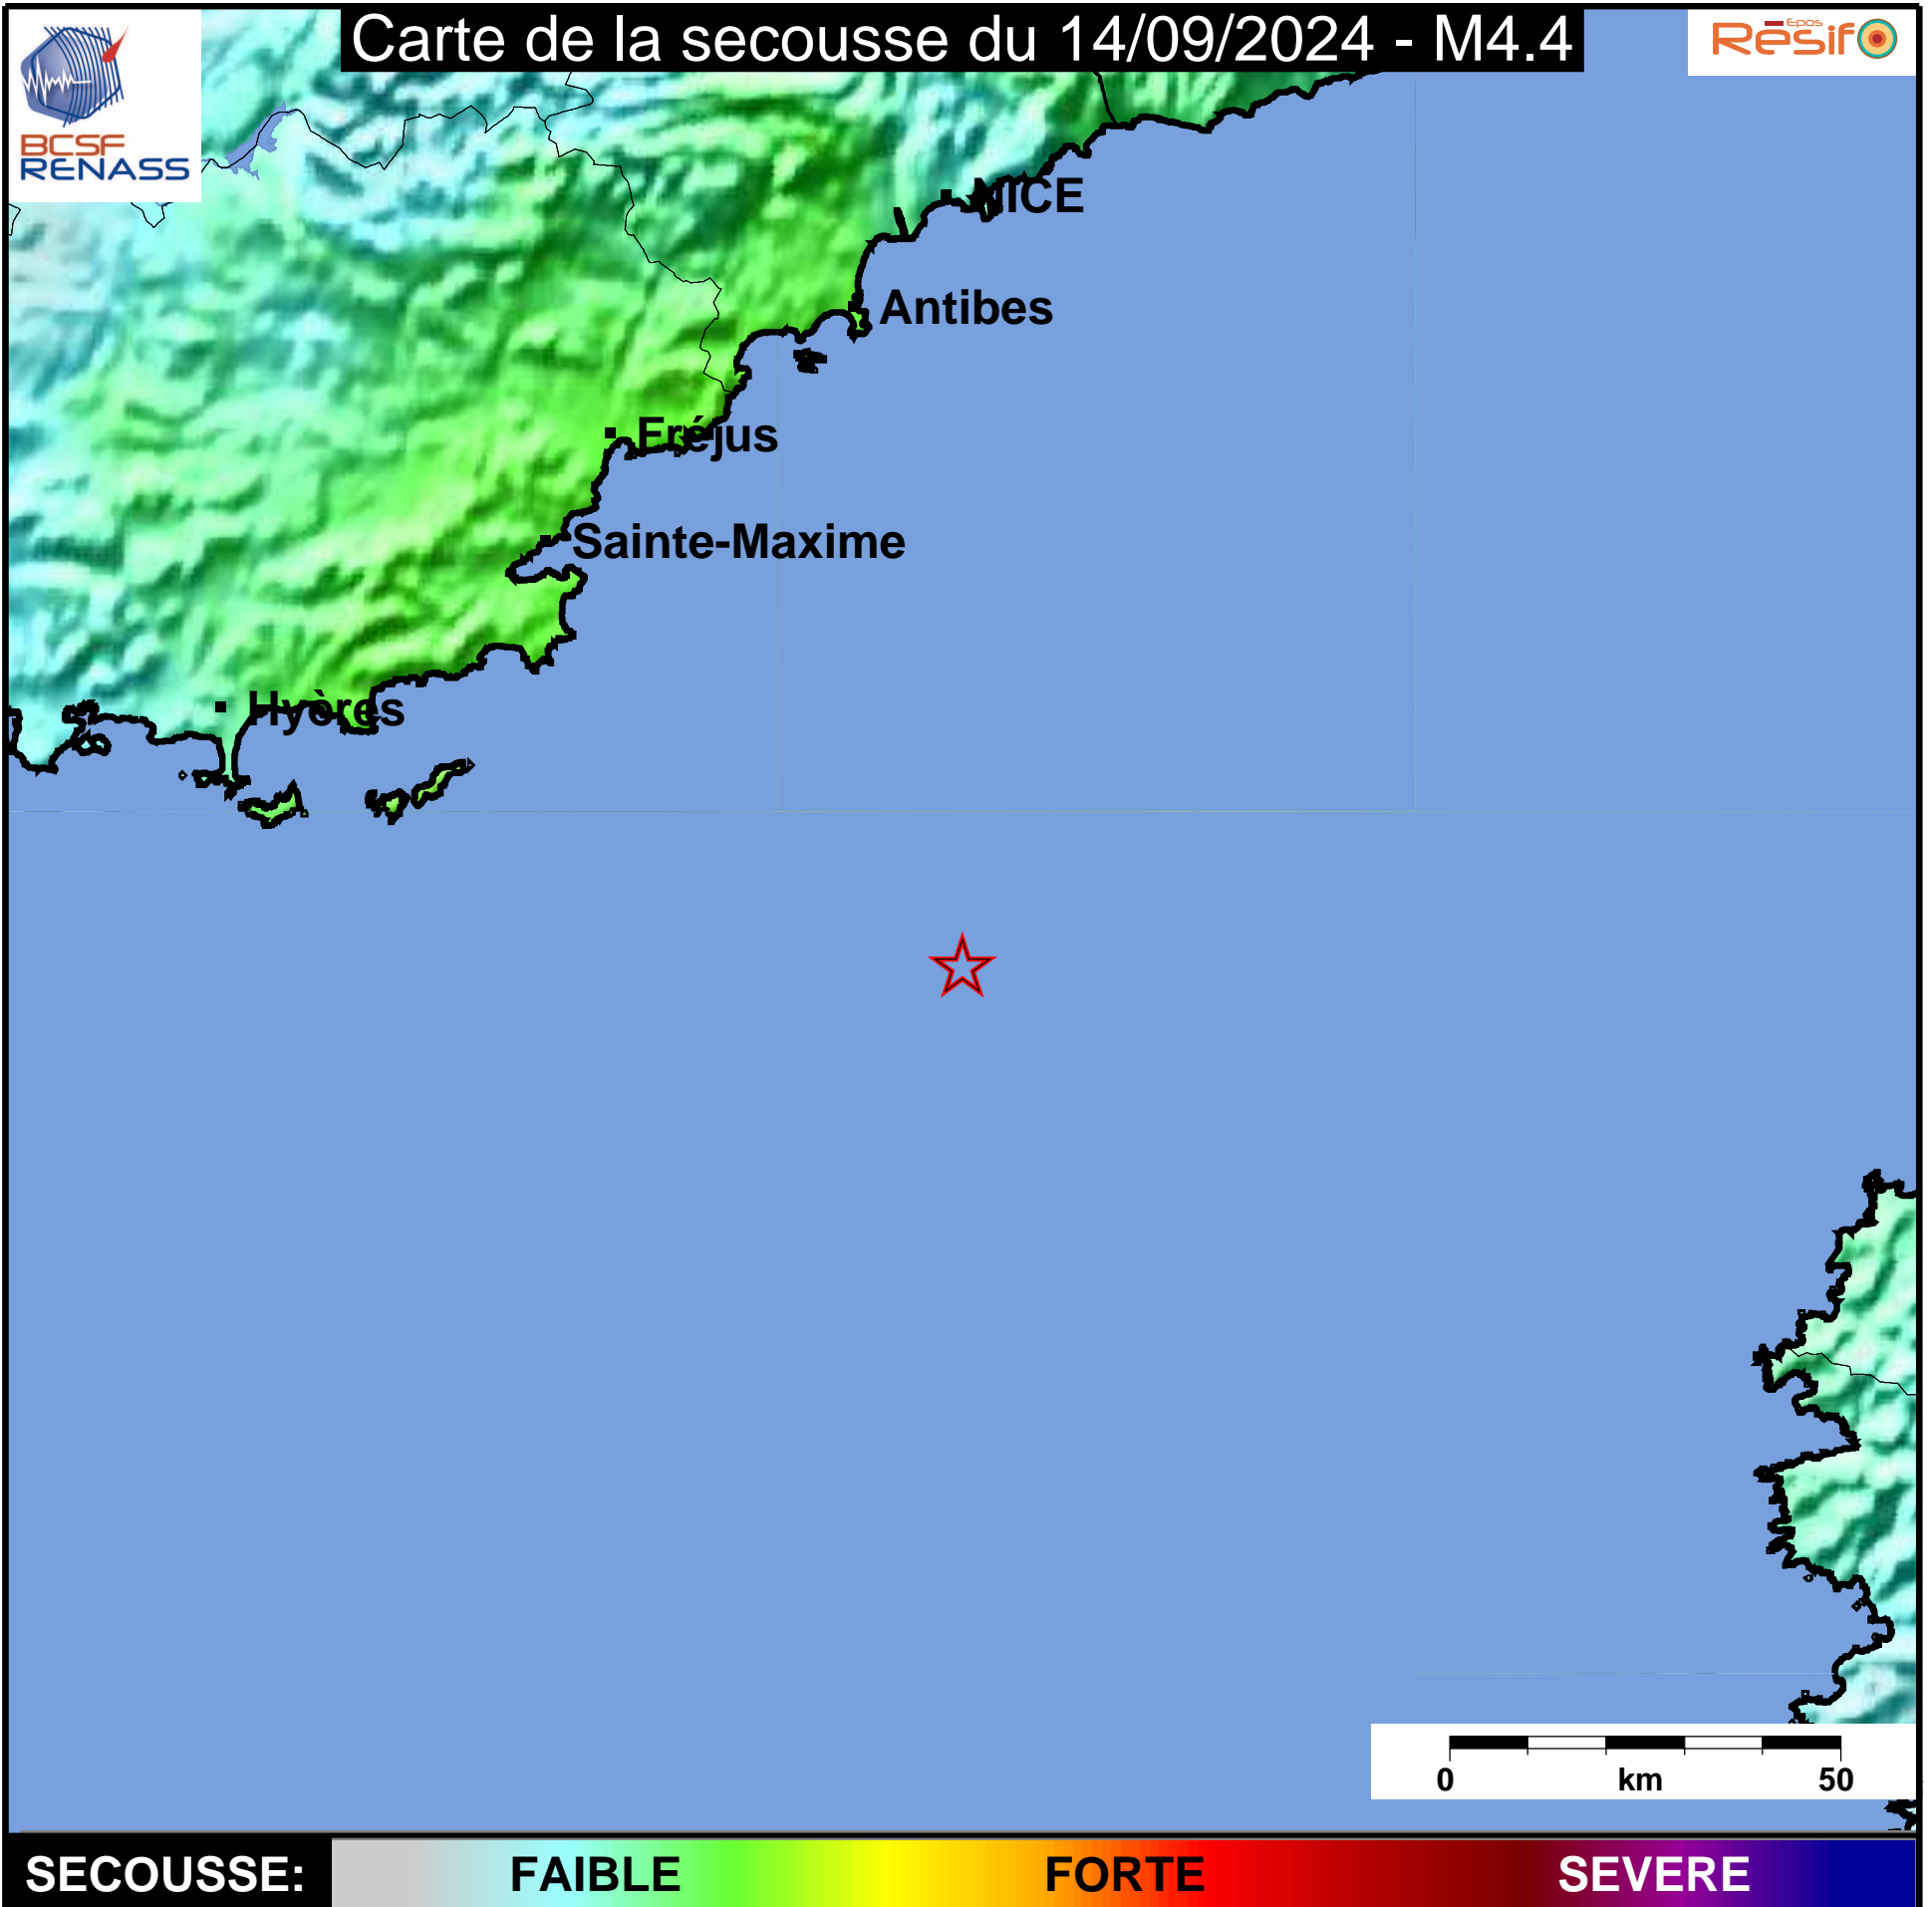 Carte de la secousse du 14/09/2024 - M4.4
Epos
Résif
BCSF
RENASS
NICE
Antibes
Fréjus
Sainte-Maxime
Hyères
0 km 50
SECOUSSE: FAIBLE FORTE SEVERE